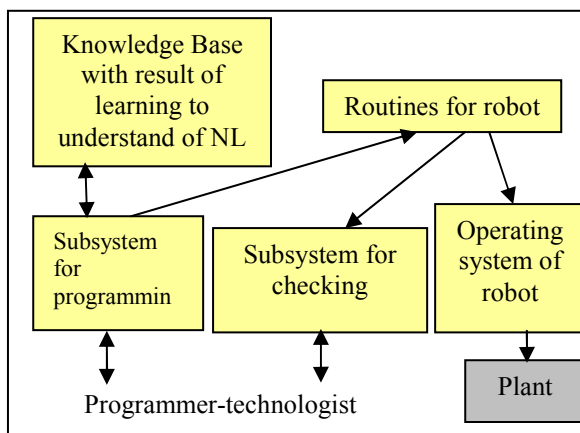 Knowledge Base
with result of
learning to
understand of NL
Routines for robot
Subsystem
for
programmin
Subsystem for
checking
Operating
system of
robot
Programmer-technologist
Plant